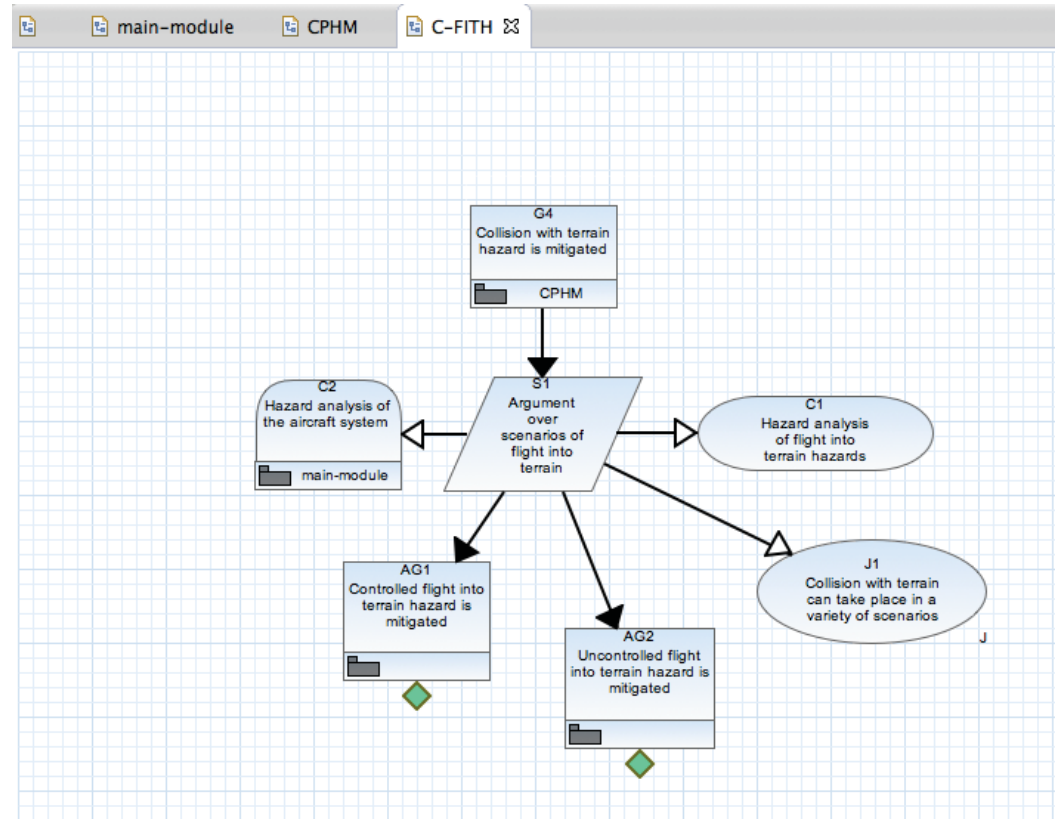 main-module
CPHM
C-FITH
G4
Collision with terrain
hazard is mitigated
CPHM
C2
Hazard analysis of
the aircraft system
main-module
S1
Argument
over
scenarios of
flight into
terrain
C1
Hazard analysis
of flight into
terrain hazards
AG1
Controlled flight into
terrain hazard is
mitigated
AG2
Uncontrolled flight
into terrain hazard is
mitigated
J1
Collision with terrain
can take place in a
variety of scenarios
J